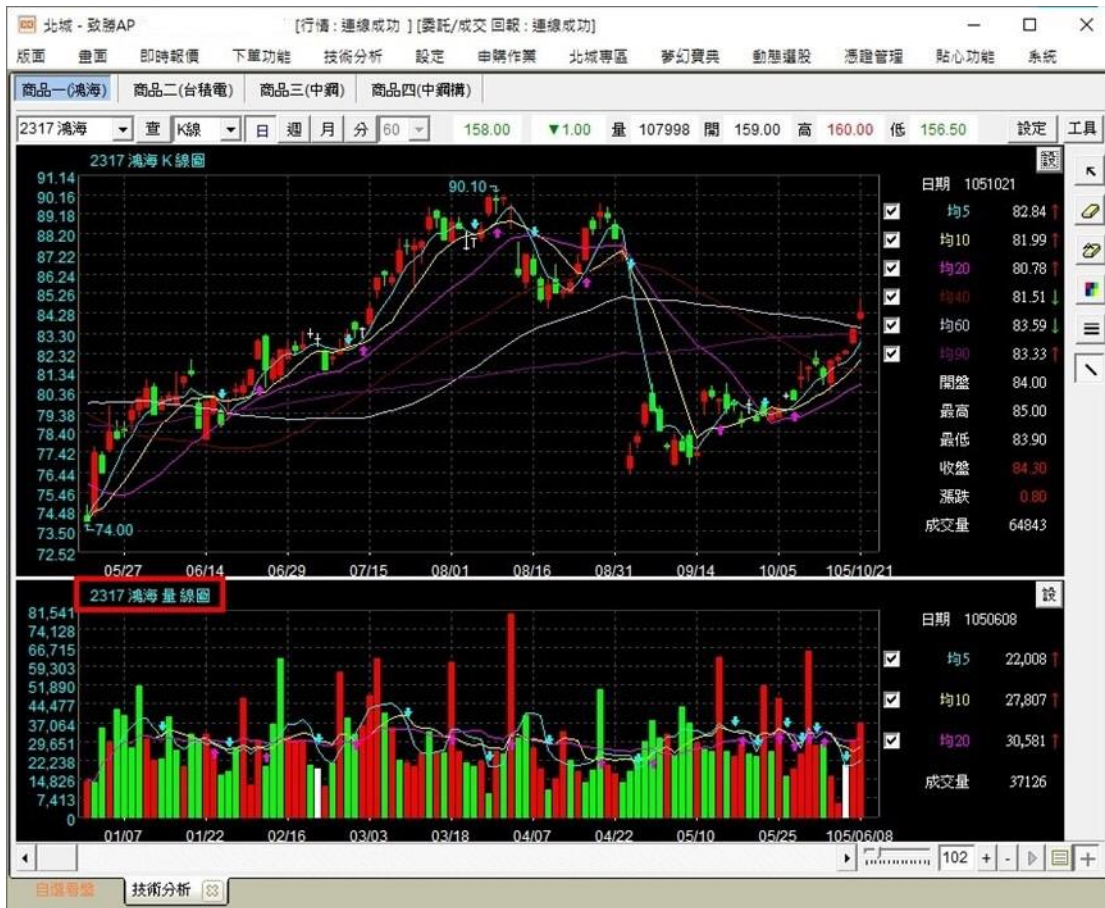 北城 - 致勝AP [行情 : 連線成功 ] [委託/成交 回報 : 連線成功]
版面 畫面 即時報價 下單功能 技術分析 設定 申購作業 北城專區 夢幻寶典 動態選股 憑證管理 貼心功能 系統
商品一(鴻海) 商品二(台積電) 商品三(中鋼) 商品四(中鋼構)
2317 鴻海 查 K線 日 週 月 分 60 158.00 ▼1.00 量 107998 開 159.00 高 160.00 低 156.50 設定 工具
2317 鴻海 K 線圖 設
91.14
90.16
89.18
88.20
87.22
86.24
85.26
84.28
83.30
82.32
81.34
80.36
79.38
78.40
77.42
76.44
75.46
74.48
73.50
72.52
90.10
74.00
05/27 06/14 06/29 07/15 08/01 08/16 08/31 09/14 10/05 105/10/21
日期 1051021
均5 82.84↑
均10 81.99↑
均20 80.78↑
均40 81.51↓
均60 83.59↓
均90 83.33↑
開盤 84.00
最高 85.00
最低 83.90
收盤 84.30
漲跌 0.80
成交量 64843
2317 鴻海 量 線圖 設
81,541
74,128
66,715
59,303
51,890
44,477
37,064
29,651
22,238
14,826
7,413
0
01/07 01/22 02/16 03/03 03/18 04/07 04/22 05/10 05/25 105/06/08
日期 1050608
均5 22,008↑
均10 27,807↑
均20 30,581↑
成交量 37126
102 + -
自選看盤 技術分析